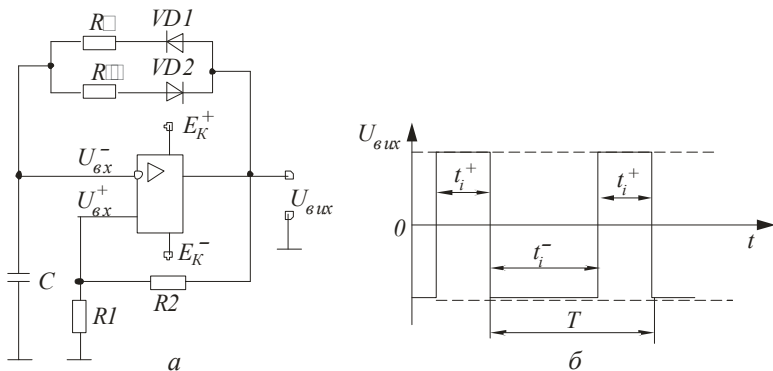 R VD1
R VD2
E_K^+
U_вх^-
U_вх^+
U_вих
E_K^-
C
R2
R1
а
U_вих
t_i^+
t_i^+
0
t
t_i^-
T
б